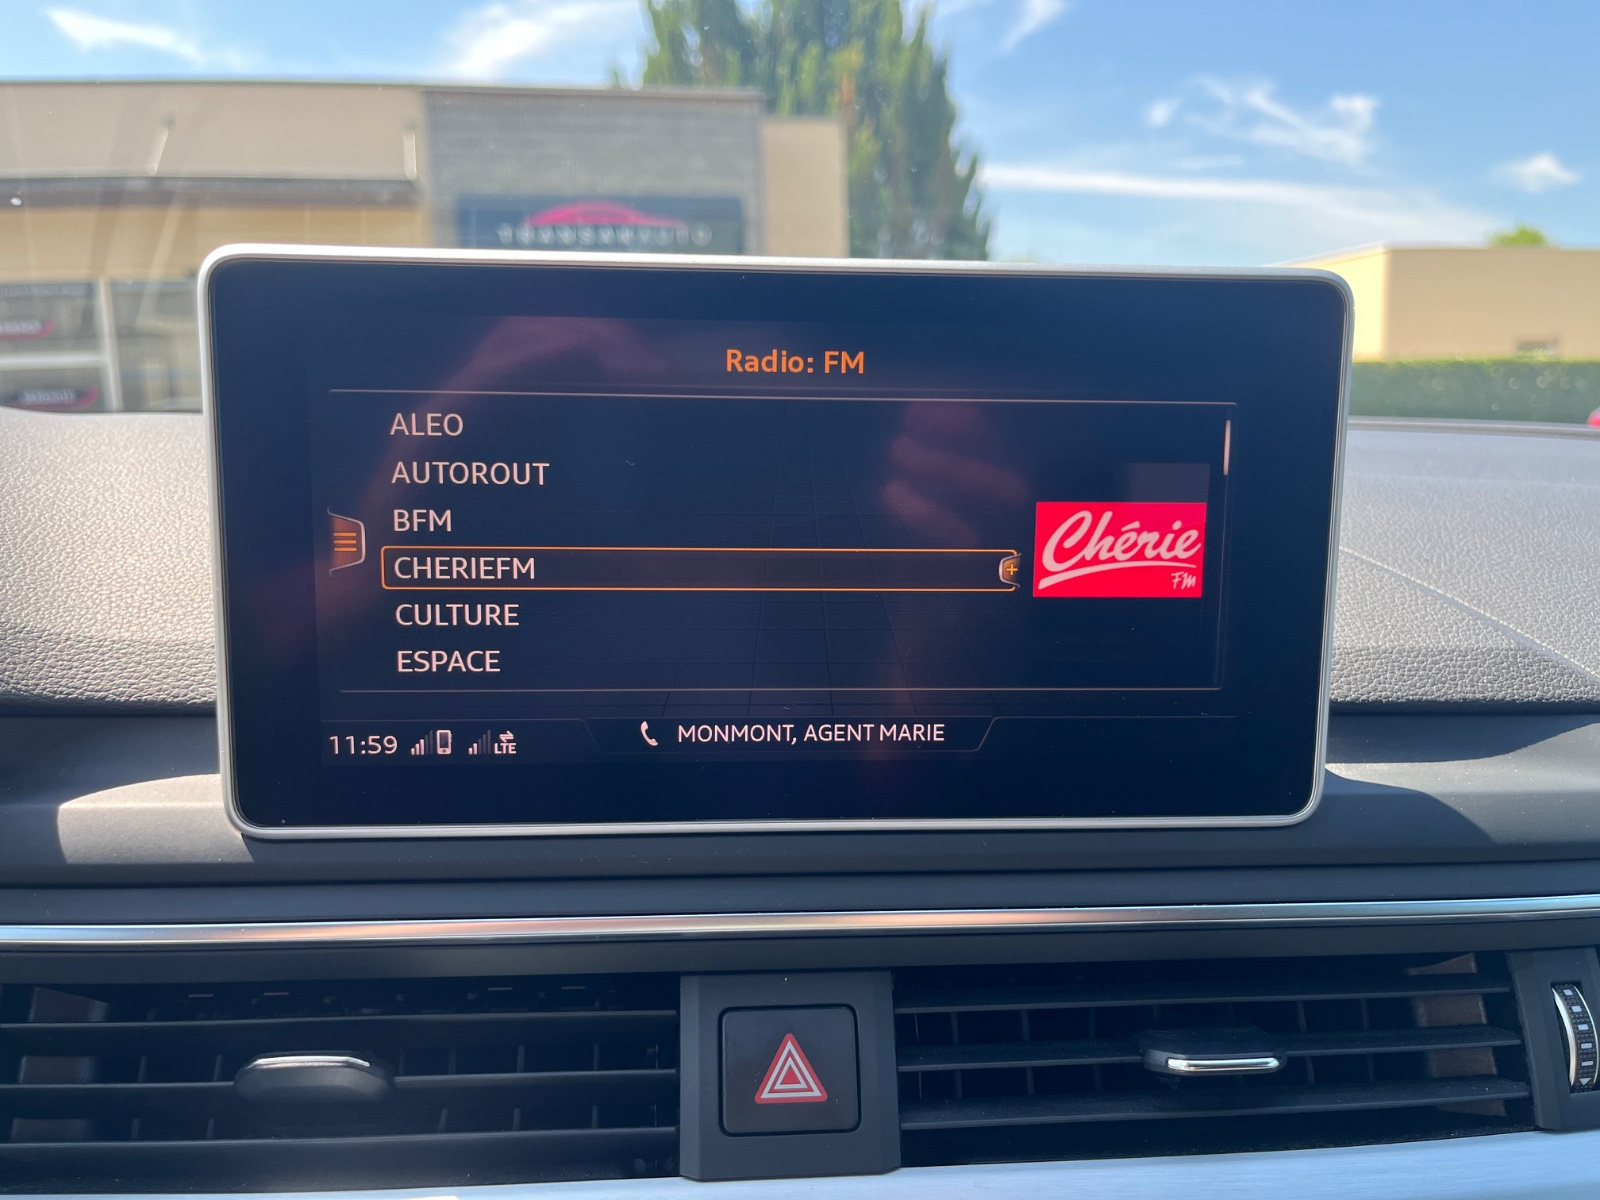 Radio: FM
ALEO
AUTOROUT
BFM
CHERIEFM
CULTURE
ESPACE
Chérie
FM
11:59
LTE
MONMONT, AGENT MARIE